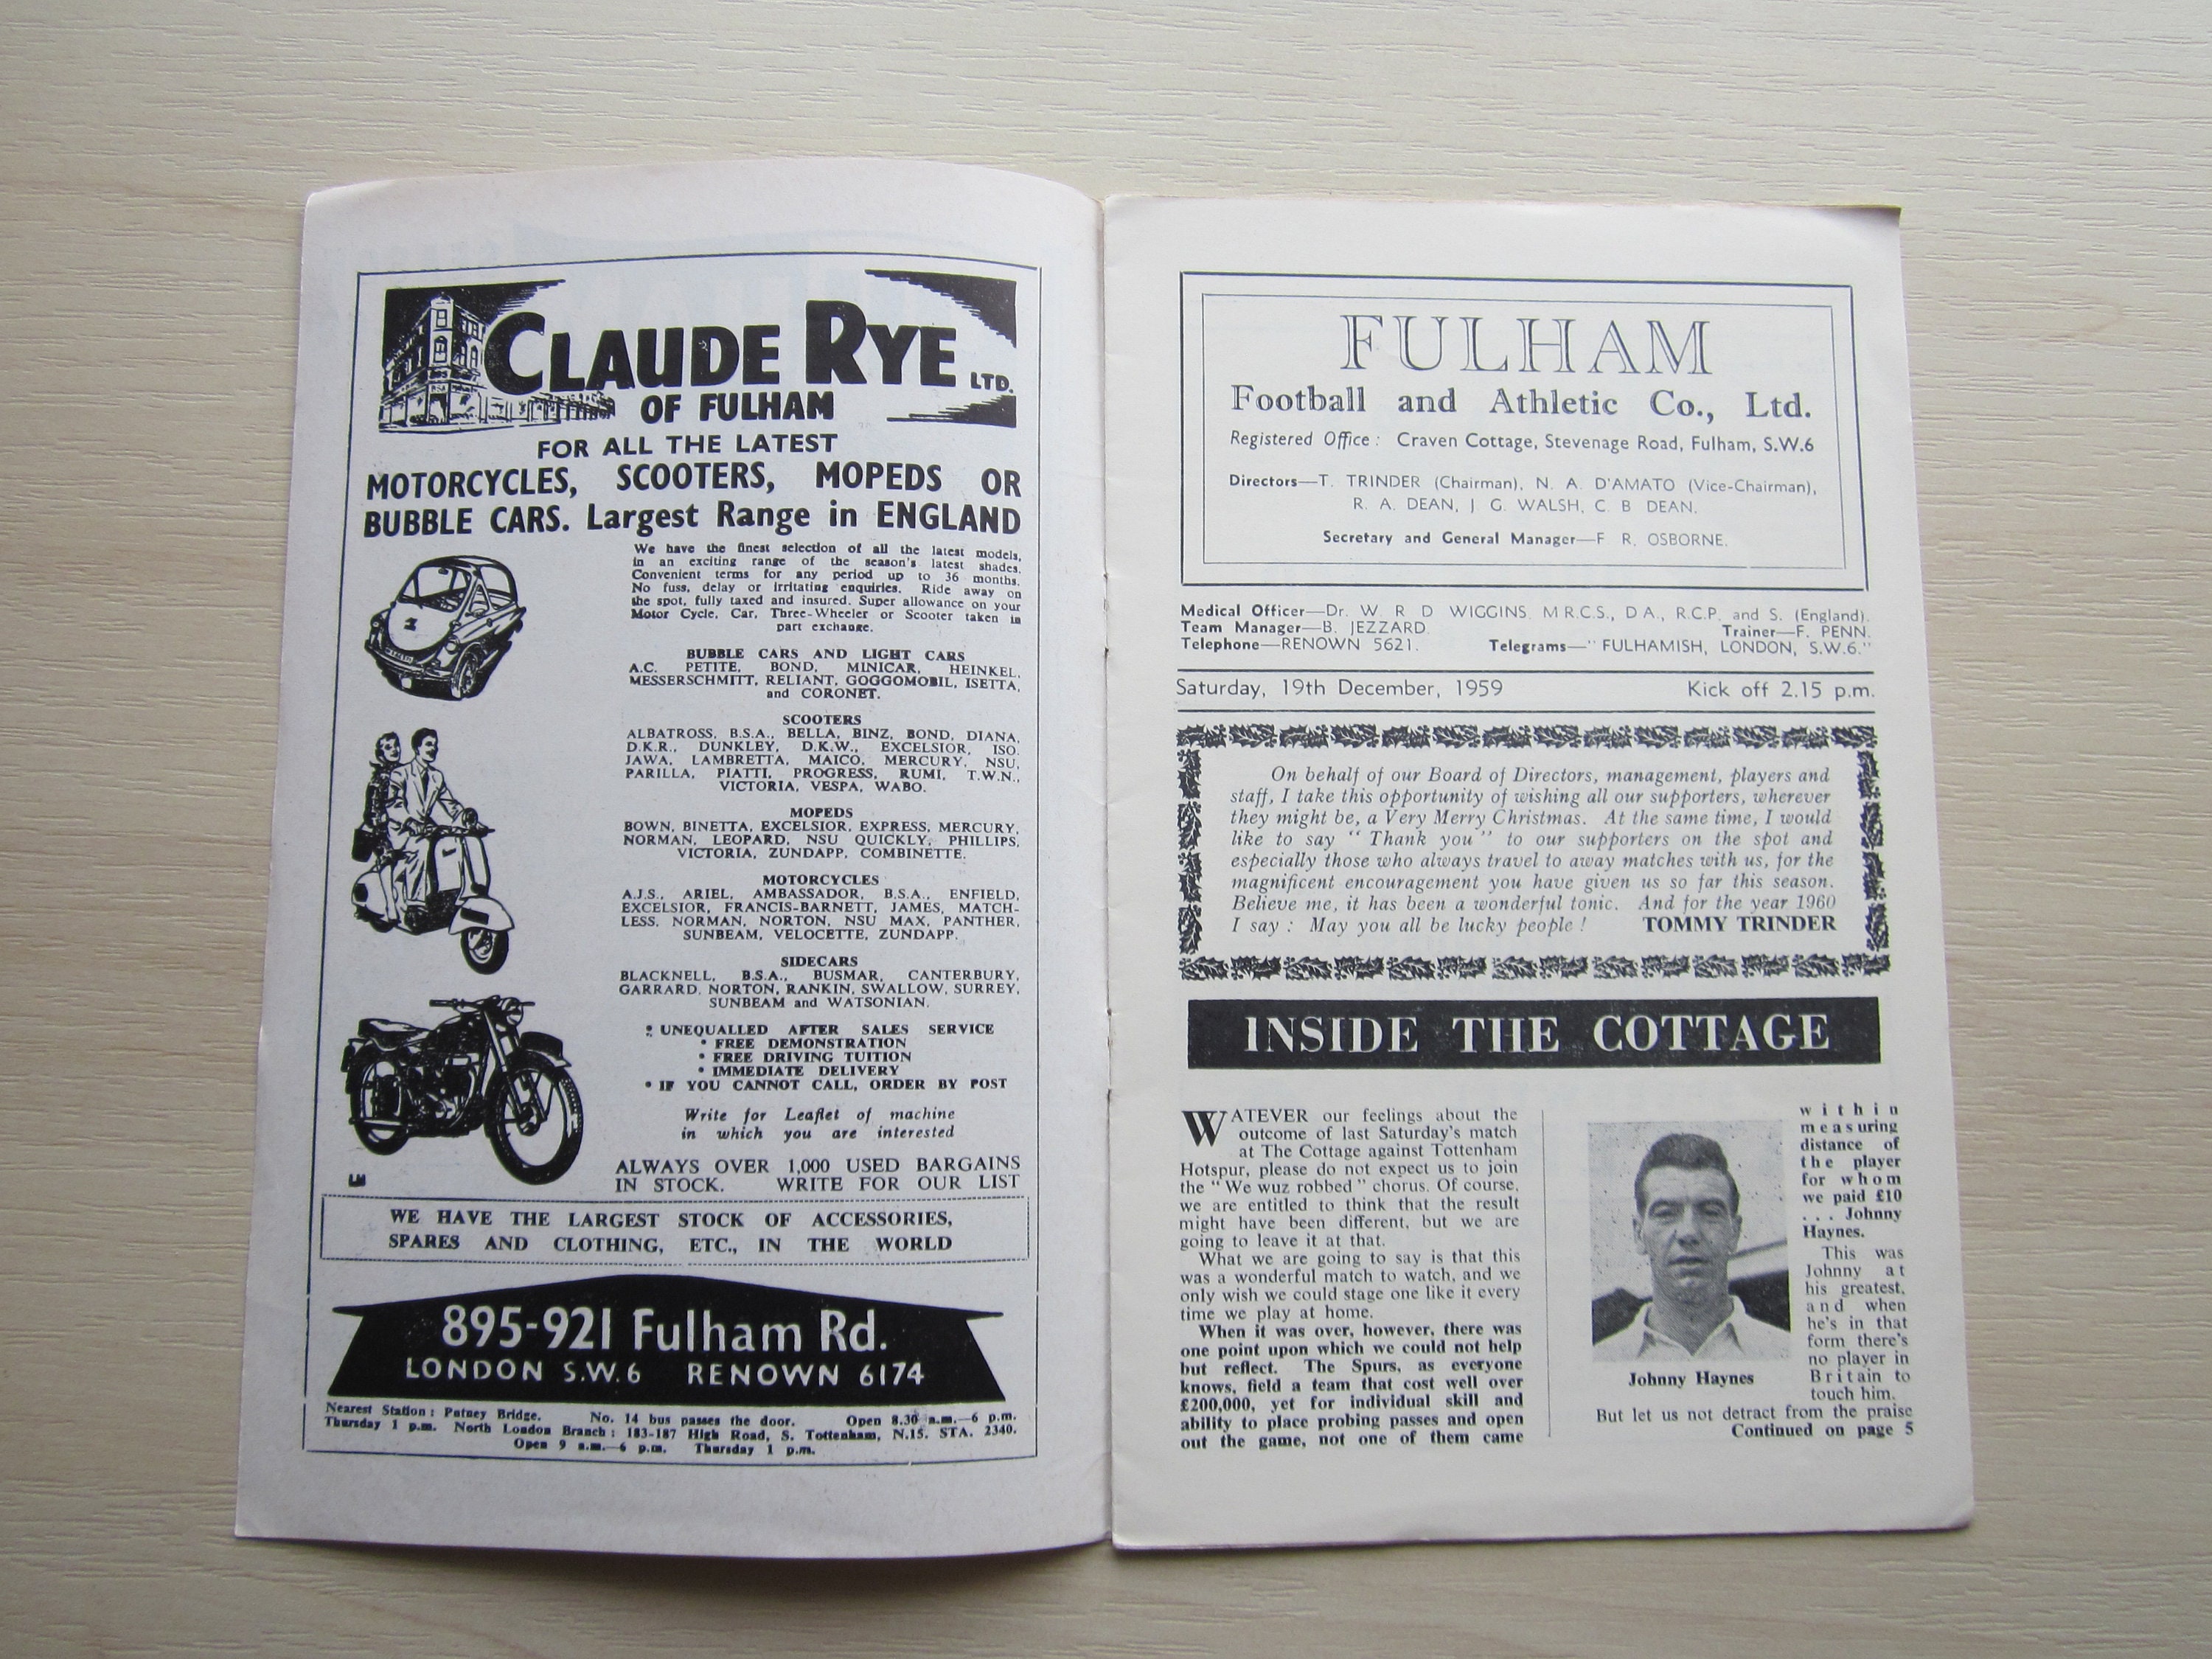 CLAUDE RYE LTD.
OF FULHAM
FOR ALL THE LATEST
MOTORCYCLES, SCOOTERS, MOPEDS OR
BUBBLE CARS. Largest Range in ENGLAND
We have the finest selection of all the latest models,
in an exciting range of the season's latest shades.
Convenient terms for any period up to 36 months.
No fuss, delay or irritating enquiries. Ride away on
the spot, fully taxed and insured. Super allowance on your
Motor Cycle, Car, Three-Wheeler or Scooter taken in
part exchange.
BUBBLE CARS AND LIGHT CARS
A.C. PETITE, BOND, MINICAR, HEINKEL,
MESSERSCHMITT, RELIANT, GOGGOMOBIL, ISETTA,
and CORONET.
SCOOTERS
ALBATROSS, B.S.A., BELLA, BINZ, BOND, DIANA,
D.K.R., DUNKLEY, D.K.W., EXCELSIOR, ISO.
JAWA, LAMBRETTA, MAICO, MERCURY, NSU,
PARILLA, PIATTI, PROGRESS, RUMI, T.W.N.,
VICTORIA, VESPA, WABO.
MOPEDS
BOWN, BINETTA, EXCELSIOR, EXPRESS, MERCURY,
NORMAN, LEOPARD, NSU QUICKLY, PHILLIPS,
VICTORIA, ZUNDAPP, COMBINETTE.
MOTORCYCLES
A.J.S., ARIEL, AMBASSADOR, B.S.A., ENFIELD,
EXCELSIOR, FRANCIS-BARNETT, JAMES, MATCH-
LESS, NORMAN, NORTON, NSU MAX, PANTHER,
SUNBEAM, VELOCETTE, ZUNDAPP.
SIDECARS
BLACKNELL, B.S.A., BUSMAR, CANTERBURY,
GARRARD, NORTON, RANKIN, SWALLOW, SURREY,
SUNBEAM and WATSONIAN.
• UNEQUALLED AFTER SALES SERVICE
• FREE DEMONSTRATION
• FREE DRIVING TUITION
• IMMEDIATE DELIVERY
• IF YOU CANNOT CALL, ORDER BY POST
Write for Leaflet of machine
in which you are interested
ALWAYS OVER 1,000 USED BARGAINS
IN STOCK. WRITE FOR OUR LIST
WE HAVE THE LARGEST STOCK OF ACCESSORIES,
SPARES AND CLOTHING, ETC., IN THE WORLD
895-921 Fulham Rd.
LONDON S.W.6 RENOWN 6174
Nearest Station: Putney Bridge. No. 14 bus passes the door. Open 8.30 a.m.—6 p.m.
Thursday 1 p.m. North London Branch: 183-187 High Road, S. Tottenham, N.15. STA. 2340.
Open 9 a.m.—6 p.m. Thursday 1 p.m.
FULHAM
Football and Athletic Co., Ltd.
Registered Office: Craven Cottage, Stevenage Road, Fulham, S.W.6
Directors—T. TRINDER (Chairman), N. A. D'AMATO (Vice-Chairman),
R. A. DEAN, J G. WALSH, C. B DEAN.
Secretary and General Manager—F. R. OSBORNE.
Medical Officer—Dr. W. R. D WIGGINS. M.R.C.S., D A., R.C.P. and S. (England).
Team Manager—B. JEZZARD. Trainer—F. PENN.
Telephone—RENOWN 5621. Telegrams—"FULHAMISH, LONDON, S.W.6."
Saturday, 19th December, 1959 Kick off 2.15 p.m.
On behalf of our Board of Directors, management, players and
staff, I take this opportunity of wishing all our supporters, wherever
they might be, a Very Merry Christmas. At the same time, I would
like to say "Thank you" to our supporters on the spot and
especially those who always travel to away matches with us, for the
magnificent encouragement you have given us so far this season.
Believe me, it has been a wonderful tonic. And for the year 1960
I say: May you all be lucky people! TOMMY TRINDER
INSIDE THE COTTAGE
WATEVER our feelings about the
outcome of last Saturday's match
at The Cottage against Tottenham
Hotspur, please do not expect us to join
the "We wuz robbed" chorus. Of course,
we are entitled to think that the result
might have been different, but we are
going to leave it at that.
What we are going to say is that this
was a wonderful match to watch, and we
only wish we could stage one like it every
time we play at home.
When it was over, however, there was
one point upon which we could not help
but reflect. The Spurs, as everyone
knows, field a team that cost well over
£200,000, yet for individual skill and
ability to place probing passes and open
out the game, not one of them came
within
measuring
distance of
the player
for whom
we paid £10
. . . Johnny
Haynes.
This was
Johnny at
his greatest,
and when
he's in that
form there's
no player in
Britain to
touch him.
Johnny Haynes
But let us not detract from the praise
Continued on page 5